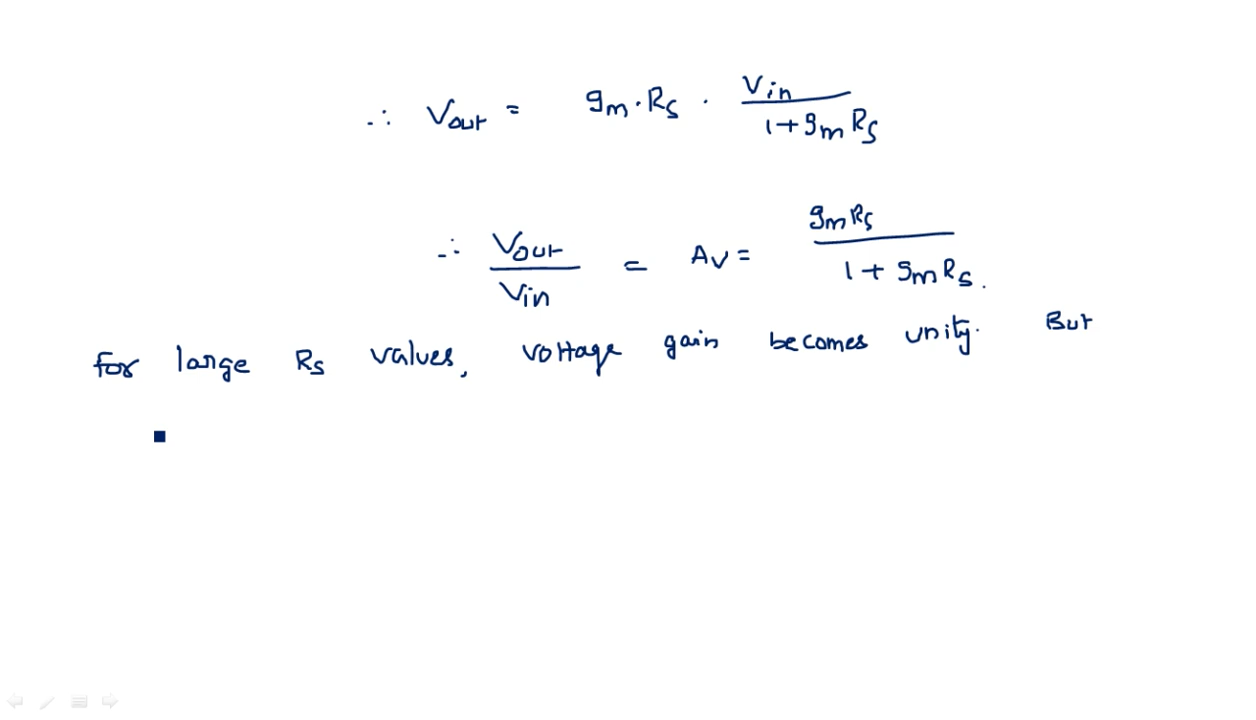 ∴ Vout = gm . Rs . Vin / 1 + gm Rs
∴ Vout / Vin = Av = gm Rs / 1 + gm Rs .
for large Rs values, voltage gain becomes unity. But